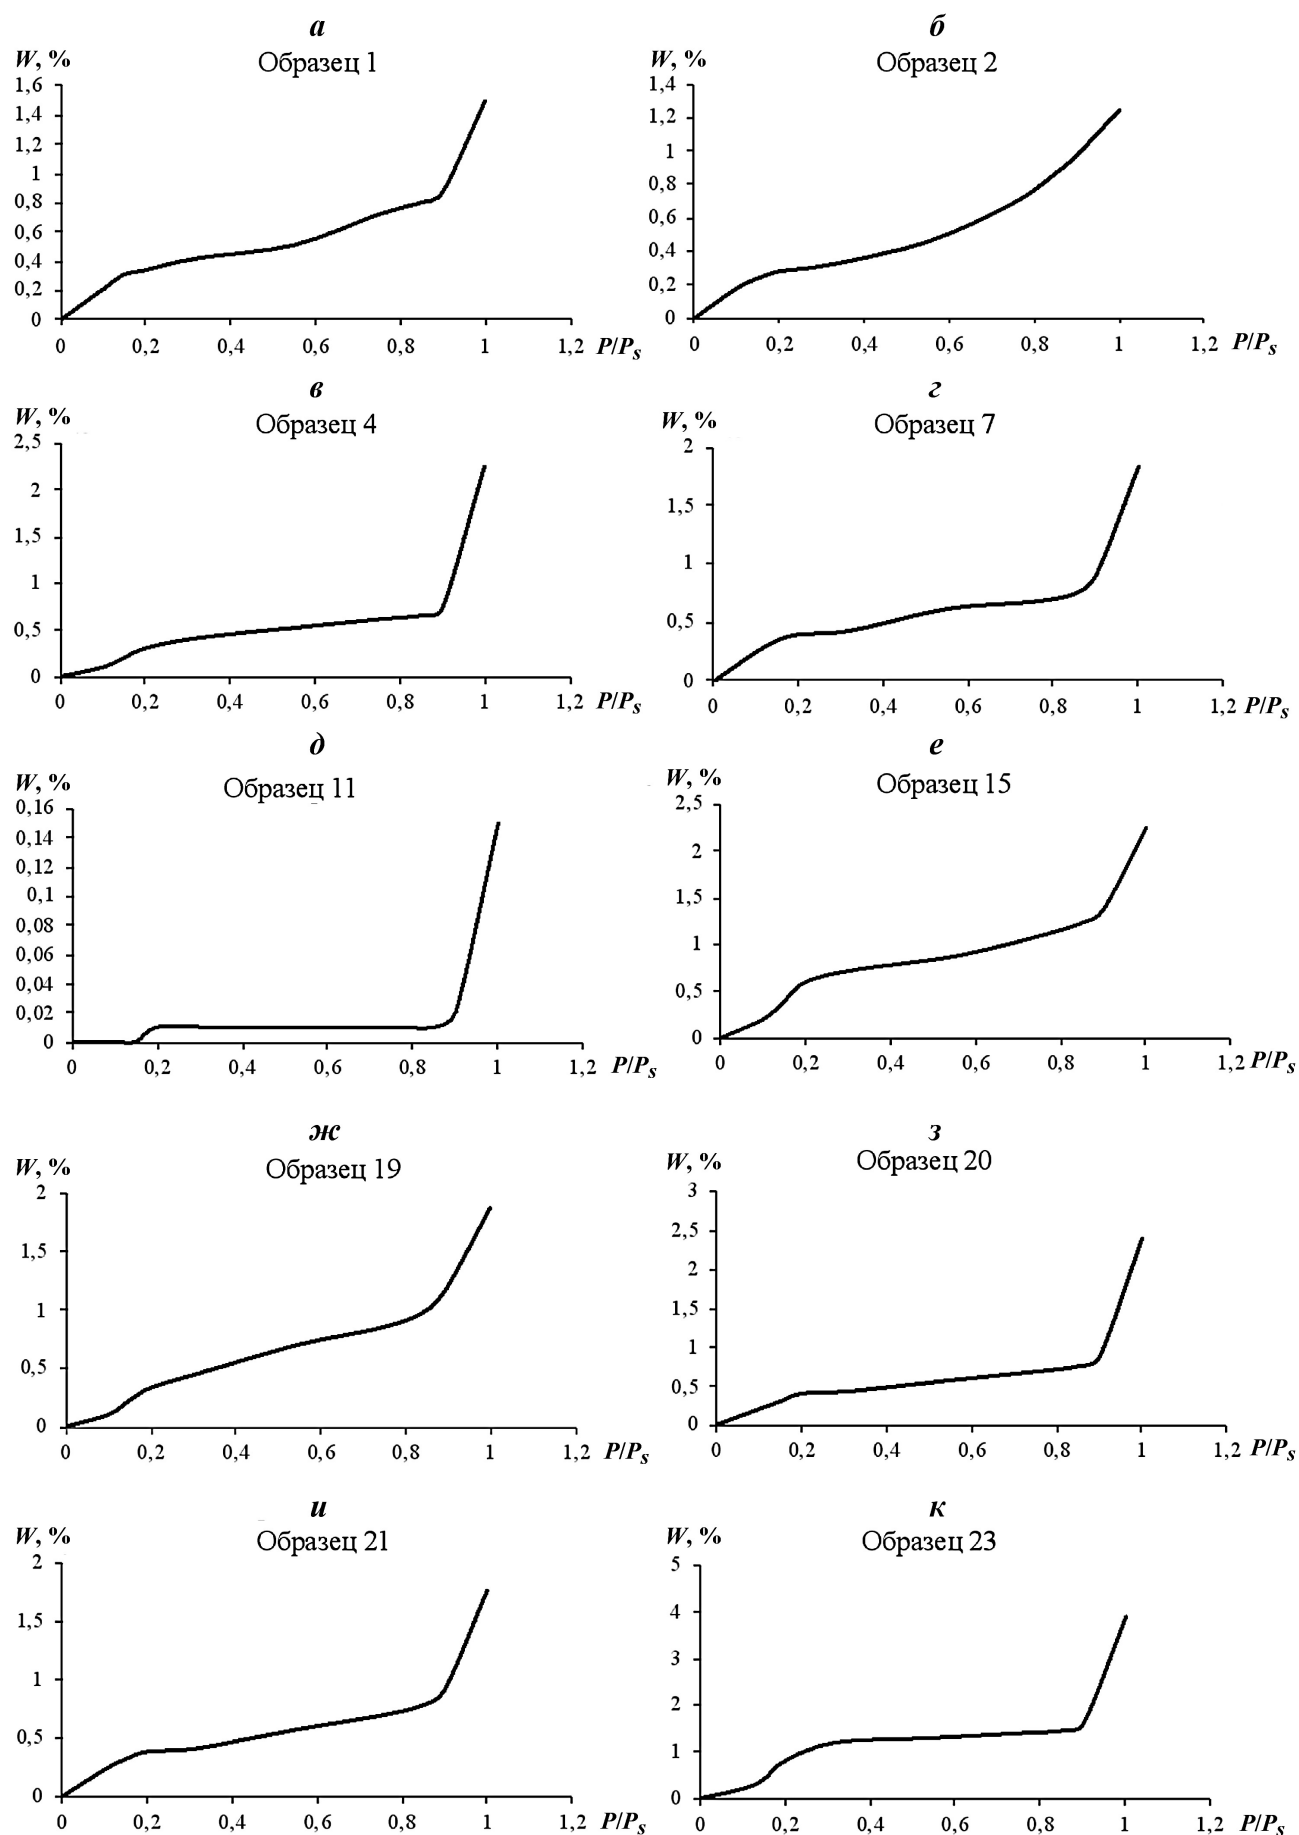 а
Образец 1
W, %
1,6
1,4
1,2
1
0,8
0,6
0,4
0,2
0
0 0,2 0,4 0,6 0,8 1 1,2 P/Ps
б
Образец 2
W, %
1,4
1,2
1
0,8
0,6
0,4
0,2
0
0 0,2 0,4 0,6 0,8 1 1,2 P/Ps
в
Образец 4
W, %
2,5
2
1,5
1
0,5
0
0 0,2 0,4 0,6 0,8 1 1,2 P/Ps
г
Образец 7
W, %
2
1,5
1
0,5
0
0 0,2 0,4 0,6 0,8 1 1,2 P/Ps
д
Образец 11
W, %
0,16
0,14
0,12
0,1
0,08
0,06
0,04
0,02
0
0 0,2 0,4 0,6 0,8 1 1,2 P/Ps
е
Образец 15
W, %
2,5
2
1,5
1
0,5
0
0 0,2 0,4 0,6 0,8 1 1,2 P/Ps
ж
Образец 19
W, %
2
1,5
1
0,5
0
0 0,2 0,4 0,6 0,8 1 1,2 P/Ps
з
Образец 20
W, %
3
2,5
2
1,5
1
0,5
0
0 0,2 0,4 0,6 0,8 1 1,2 P/Ps
и
Образец 21
W, %
2
1,5
1
0,5
0
0 0,2 0,4 0,6 0,8 1 1,2 P/Ps
к
Образец 23
W, %
5
4
3
2
1
0
0 0,2 0,4 0,6 0,8 1 1,2 P/Ps